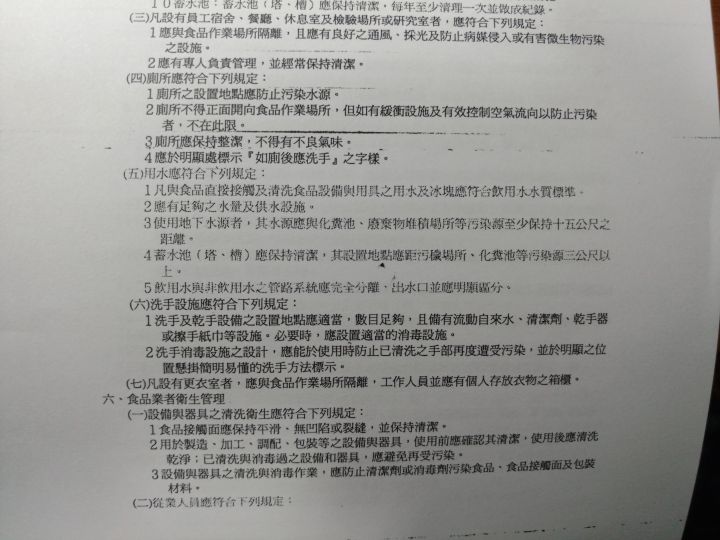 10蓄水池：蓄水池（塔、槽）應保持清潔，每年至少清理一次並做成紀錄。
(三)凡設有員工宿舍、餐廳、休息室及檢驗場所或研究室者，應符合下列規定：
1應與食品作業場所隔離，且應有良好之通風、採光及防止病媒侵入或有害微生物污染
之設施。
2應有專人負責管理，並經常保持清潔。
(四)廁所應符合下列規定：
1廁所之設置地點應防止污染水源。
2廁所不得正面開向食品作業場所，但如有緩衝設施及有效控制空氣流向以防止污染
者，不在此限。
3廁所應保持整潔，不得有不良氣味。
4應於明顯處標示『如廁後應洗手』之字樣。
(五)用水應符合下列規定：
1凡與食品直接接觸及清洗食品設備與用具之用水及冰塊應符合飲用水水質標準。
2應有足夠之水量及供水設施。
3使用地下水源者，其水源應與化糞池、廢棄物堆積場所等污染源至少保持十五公尺之
距離。
4蓄水池（塔、槽）應保持清潔，其設置地點應距污穢場所、化糞池等污染源三公尺以
上。
5飲用水與非飲用水之管路系統應完全分離，出水口並應明顯區分。
(六)洗手設施應符合下列規定：
1洗手及乾手設備之設置地點應適當，數目足夠，且備有流動自來水、清潔劑、乾手器
或擦手紙巾等設施。必要時，應設置適當的消毒設施。
2洗手消毒設施之設計，應能於使用時防止已清洗之手部再度遭受污染，並於明顯之位
置懸掛簡明易懂的洗手方法標示。
(七)凡設有更衣室者，應與食品作業場所隔離，工作人員並應有個人存放衣物之箱櫃。
六、食品業者衛生管理
(一)設備與器具之清洗衛生應符合下列規定：
1食品接觸面應保持平滑、無凹陷或裂縫，並保持清潔。
2用於製造、加工、調配、包裝等之設備與器具，使用前應確認其清潔，使用後應清洗
乾淨；已清洗與消毒過之設備和器具，應避免再受污染。
3設備與器具之清洗與消毒作業，應防止清潔劑或消毒劑污染食品、食品接觸面及包裝
材料。
(二)從業人員應符合下列規定：